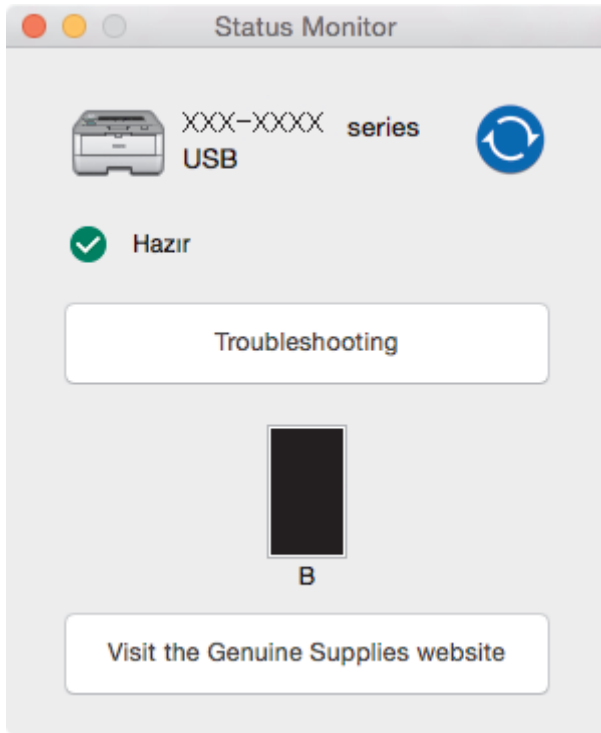 Status Monitor
XXX-XXXX series
USB
Hazır
Troubleshooting
B
Visit the Genuine Supplies website